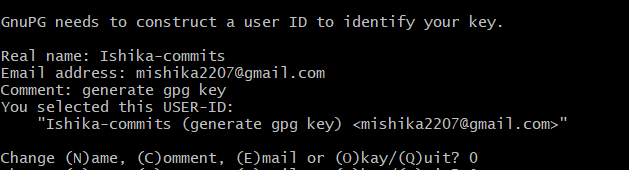 GnuPG needs to construct a user ID to identify your key.
Real name: Ishika-commits
Email address: mishika2207@gmail.com
Comment: generate gpg key
You selected this USER-ID:
"Ishika-commits (generate gpg key) <mishika2207@gmail.com>"
Change (N)ame, (C)omment, (E)mail or (O)kay/(Q)uit? O